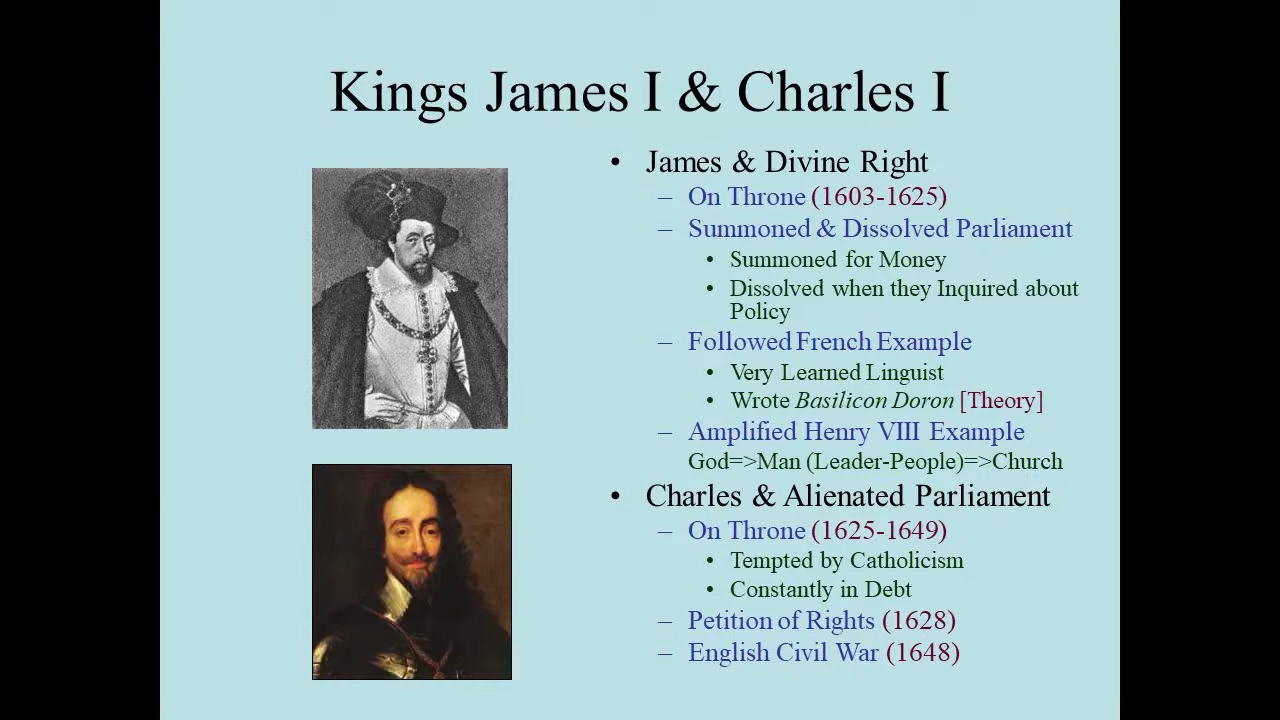 Kings James I & Charles I
• James & Divine Right
– On Throne (1603-1625)
– Summoned & Dissolved Parliament
• Summoned for Money
• Dissolved when they Inquired about
Policy
– Followed French Example
• Very Learned Linguist
• Wrote Basilicon Doron [Theory]
– Amplified Henry VIII Example
God=>Man (Leader-People)=>Church
• Charles & Alienated Parliament
– On Throne (1625-1649)
• Tempted by Catholicism
• Constantly in Debt
– Petition of Rights (1628)
– English Civil War (1648)